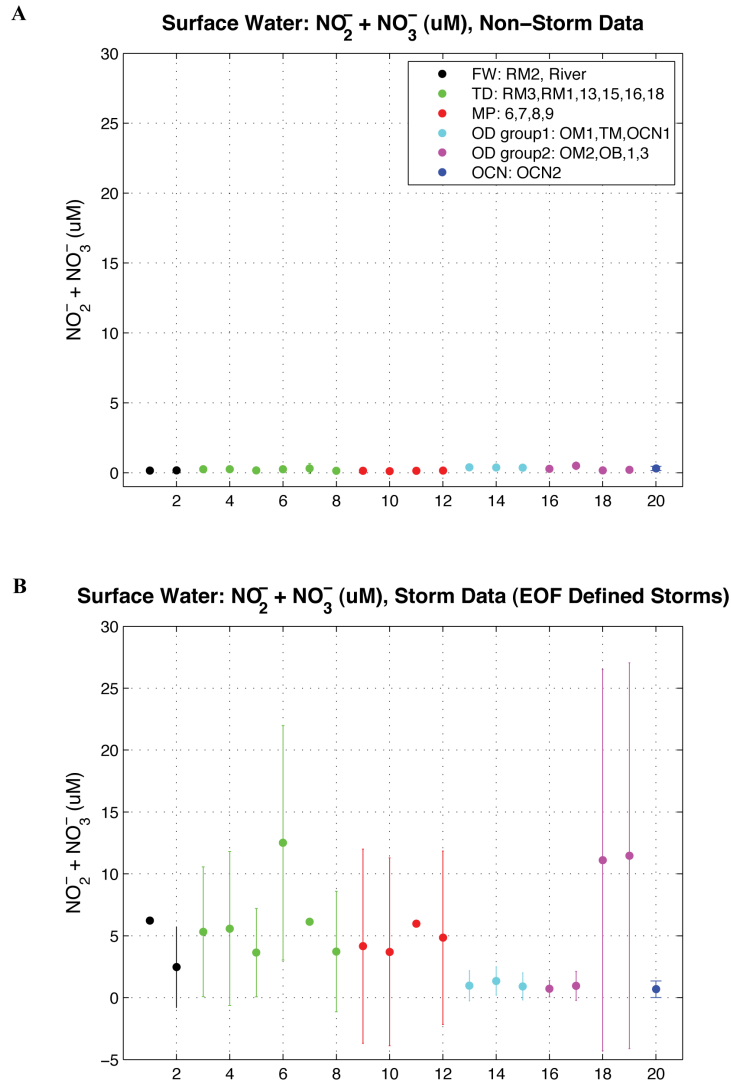 A
Surface Water: NO₂⁻ + NO₃⁻ (uM), Non−Storm Data
30
25
20
15
10
5
0
NO₂⁻ + NO₃⁻ (uM)
FW: RM2, River
TD: RM3,RM1,13,15,16,18
MP: 6,7,8,9
OD group1: OM1,TM,OCN1
OD group2: OM2,OB,1,3
OCN: OCN2
2 4 6 8 10 12 14 16 18 20
B
Surface Water: NO₂⁻ + NO₃⁻ (uM), Storm Data (EOF Defined Storms)
30
25
20
15
10
5
0
−5
NO₂⁻ + NO₃⁻ (uM)
2 4 6 8 10 12 14 16 18 20